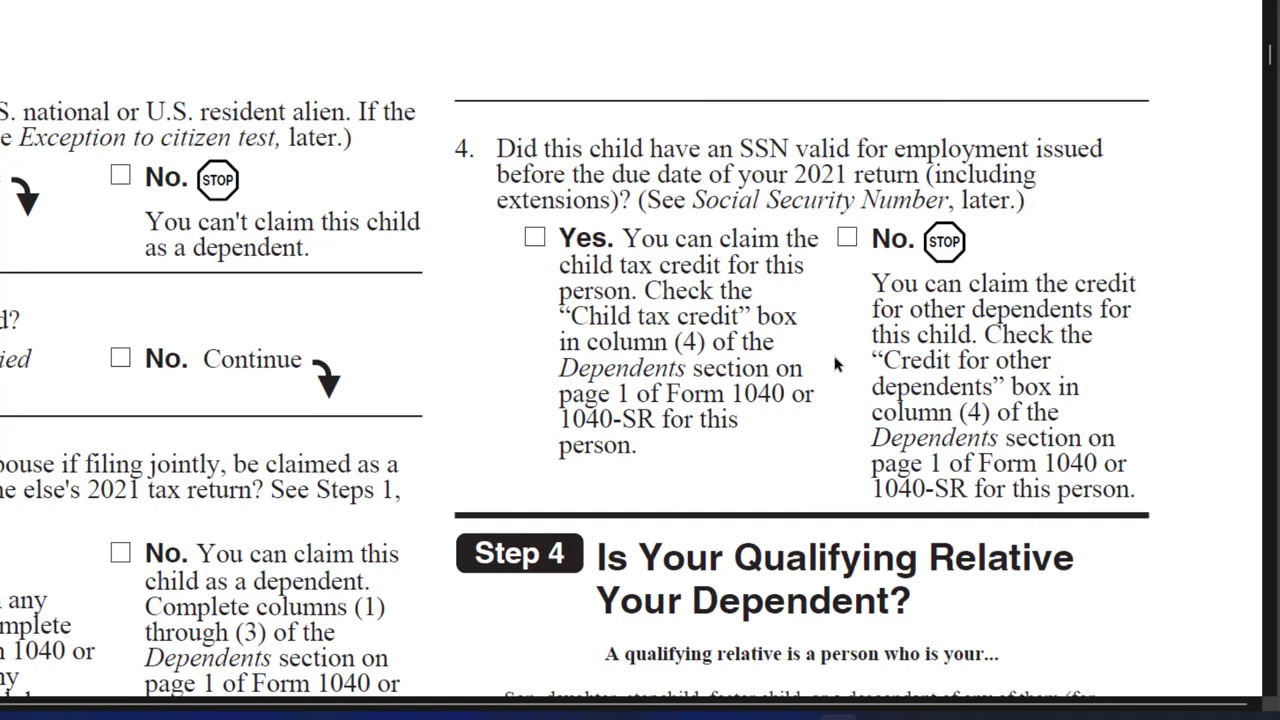 S. national or U.S. resident alien. If the
e Exception to citizen test, later.)
No. STOP
You can't claim this child
as a dependent.
d?
ied
No. Continue
pouse if filing jointly, be claimed as a
ne else's 2021 tax return? See Steps 1,
No. You can claim this
child as a dependent.
any
Complete columns (1)
mplete
through (3) of the
1040 or
Dependents section on
ny
page 1 of Form 1040 or
4. Did this child have an SSN valid for employment issued
before the due date of your 2021 return (including
extensions)? (See Social Security Number, later.)
Yes. You can claim the
child tax credit for this
person. Check the
“Child tax credit” box
in column (4) of the
Dependents section on
page 1 of Form 1040 or
1040-SR for this
person.
No. STOP
You can claim the credit
for other dependents for
this child. Check the
“Credit for other
dependents” box in
column (4) of the
Dependents section on
page 1 of Form 1040 or
1040-SR for this person.
Step 4 Is Your Qualifying Relative
Your Dependent?
A qualifying relative is a person who is your...